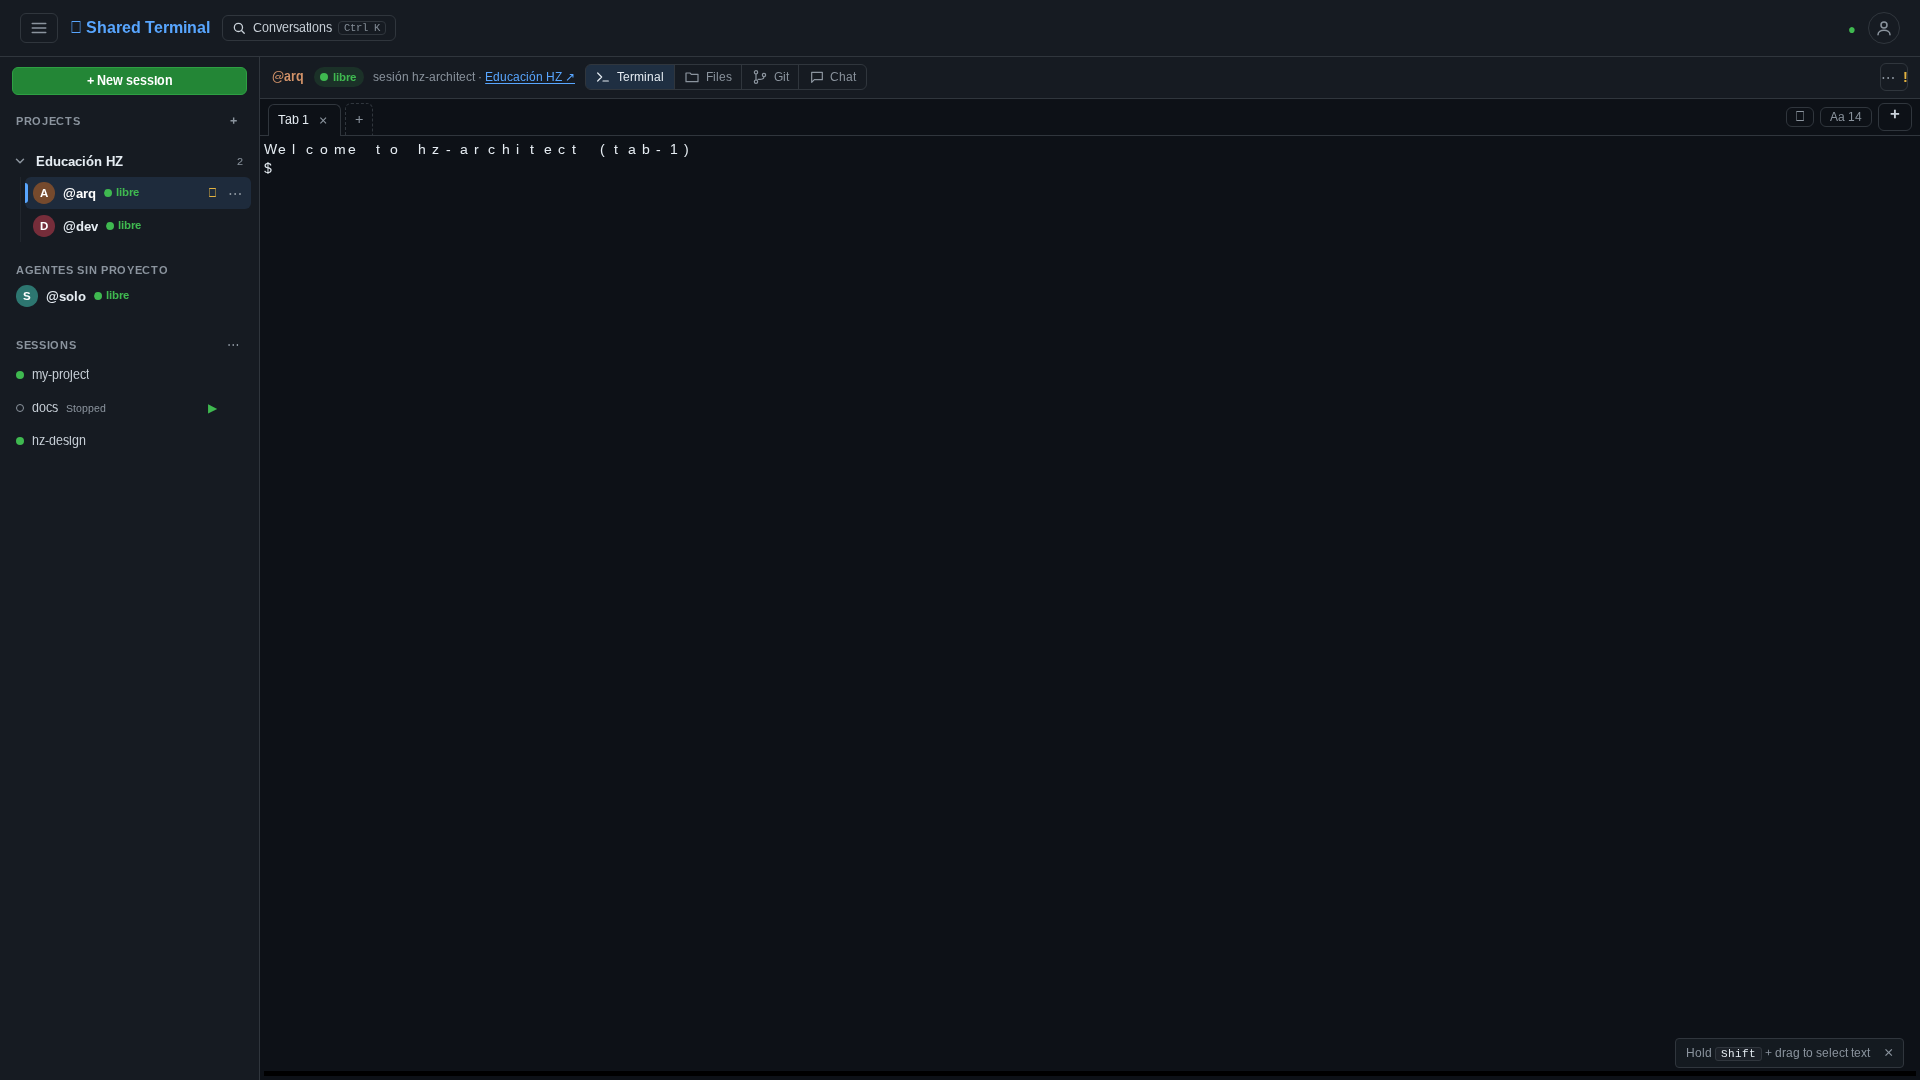 Shared Terminal
Conversations Ctrl K
+ New session
PROJECTS +
Educación HZ 2
A @arq libre ···
D @dev libre
AGENTES SIN PROYECTO
S @solo libre
SESSIONS ···
my-project
docs Stopped
hz-design
@arq libre sesión hz-architect · Educación HZ ↗ Terminal Files Git Chat ··· !
Tab 1 × + Aa 14 +
Welcome to hz-architect (tab-1)
$
Hold Shift + drag to select text ×